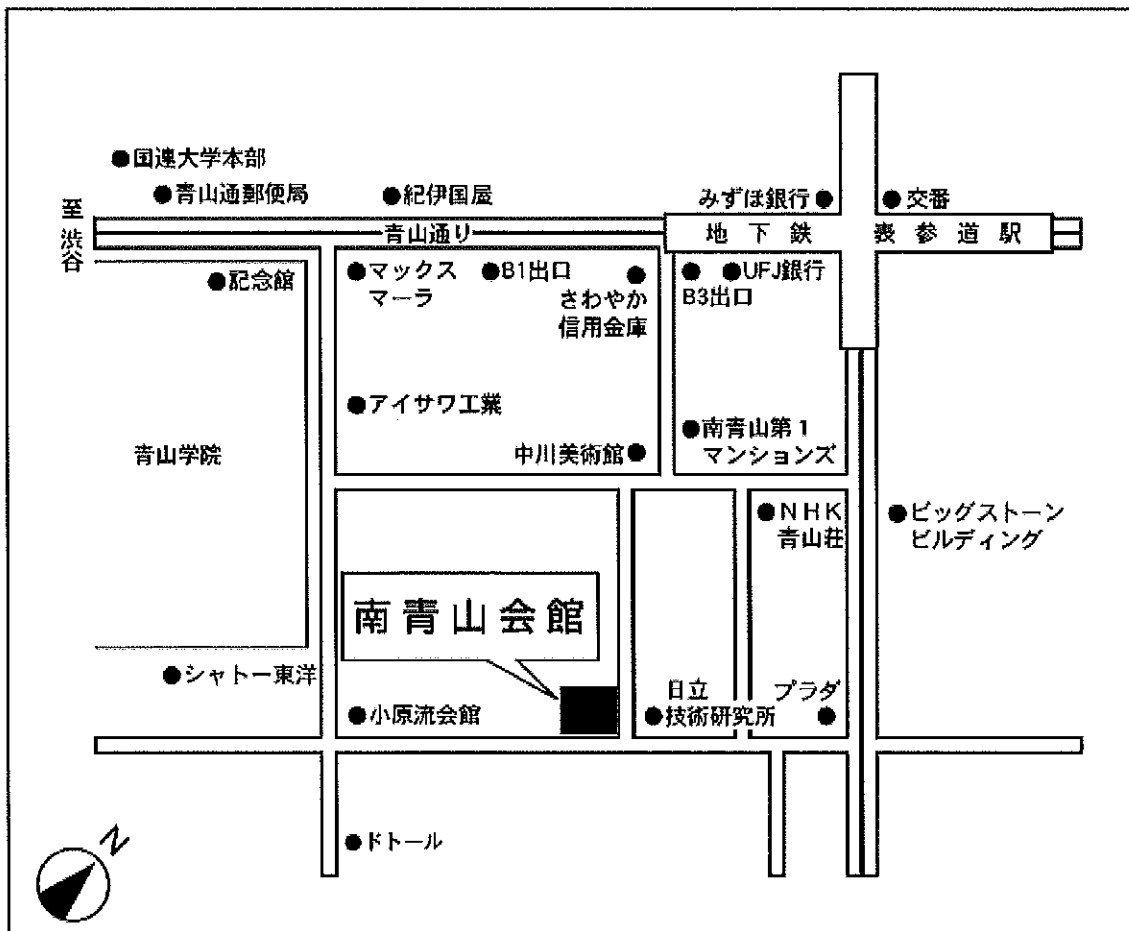 国連大学本部
青山通郵便局
紀伊国屋
みずほ銀行
交番
至渋谷
青山通り
地下鉄 表参道駅
記念館
マックス
マーラ
B1出口
さわやか
信用金庫
UFJ銀行
B3出口
アイサワ工業
中川美術館
南青山第1
マンションズ
青山学院
NHK
青山荘
ビッグストーン
ビルディング
南青山会館
シャトー東洋
小原流会館
日立
技術研究所
プラダ
ドトール
N